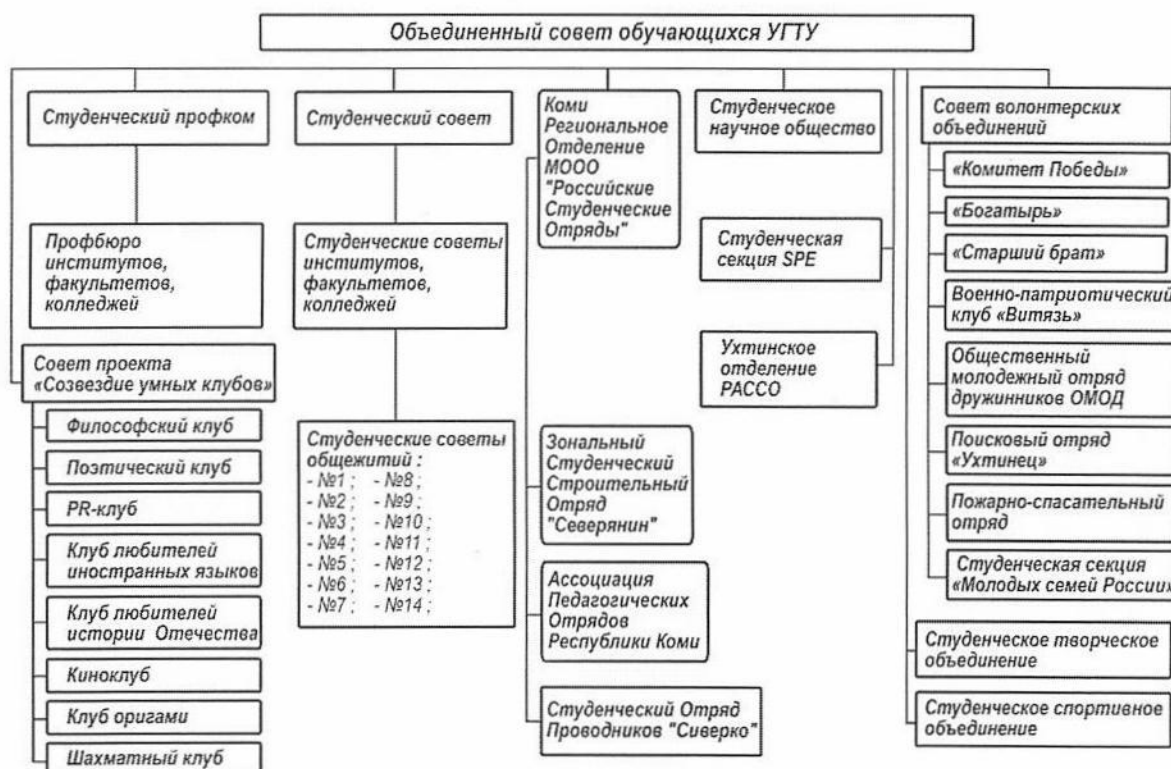 Объединенный совет обучающихся УГТУ
Студенческий профком
Профбюро
институтов,
факультетов,
колледжей
Совет проекта
«Созвездие умных клубов»
Философский клуб
Поэтический клуб
PR-клуб
Клуб любителей
иностранных языков
Клуб любителей
истории Отечества
Киноклуб
Клуб оригами
Шахматный клуб
Студенческий совет
Студенческие советы
институтов,
факультетов,
колледжей
Студенческие советы
общежитий :
- №1 ; - №8 ;
- №2 ; - №9 ;
- №3 ; - №10 ;
- №4 ; - №11 ;
- №5 ; - №12 ;
- №6 ; - №13 ;
- №7 ; - №14 ;
Коми
Региональное
Отделение
МООО
"Российские
Студенческие
Отряды"
Зональный
Студенческий
Строительный
Отряд
"Северянин"
Ассоциация
Педагогических
Отрядов
Республики Коми
Студенческий Отряд
Проводников "Сиверко"
Студенческое
научное общество
Студенческая
секция SPE
Ухтинское
отделение
РАССО
Совет волонтерских
объединений
«Комитет Победы»
«Богатырь»
«Старший брат»
Военно-патриотический
клуб «Витязь»
Общественный
молодежный отряд
дружинников ОМОД
Поисковый отряд
«Ухтинец»
Пожарно-спасательный
отряд
Студенческая секция
«Молодых семей России»
Студенческое творческое
объединение
Студенческое спортивное
объединение